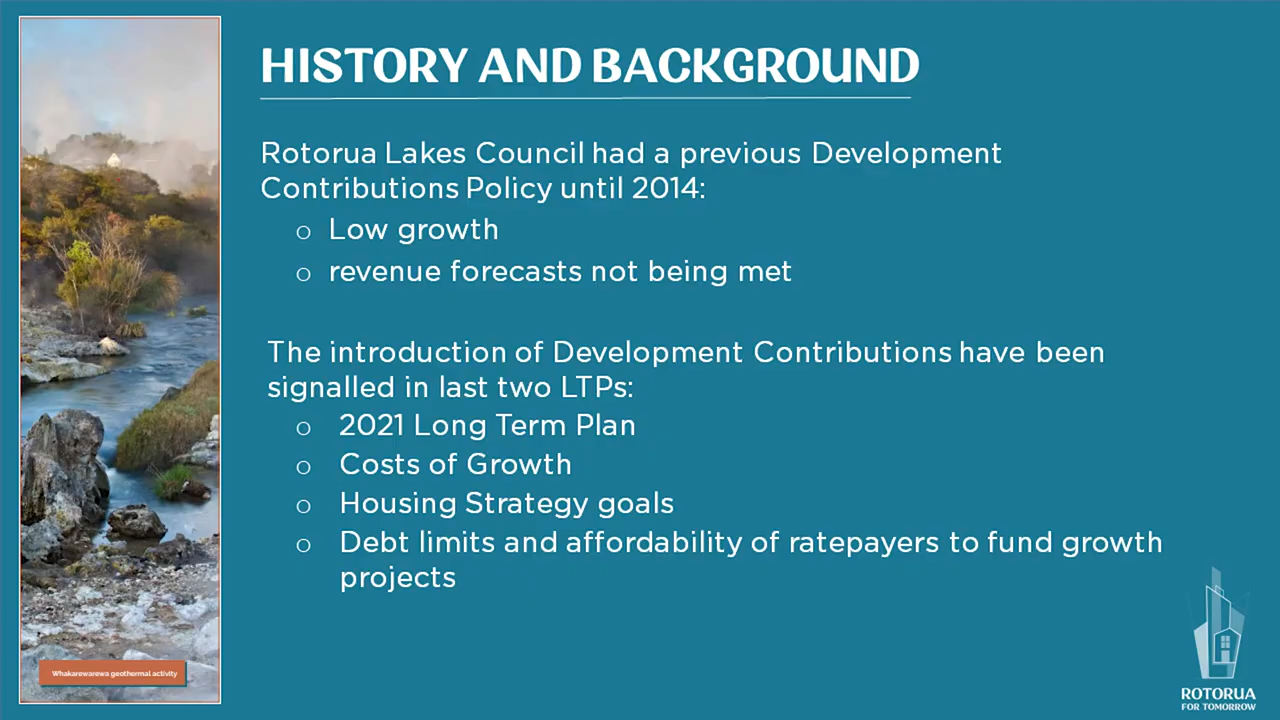 HISTORY AND BACKGROUND
Rotorua Lakes Council had a previous Development
Contributions Policy until 2014:
o Low growth
o revenue forecasts not being met
The introduction of Development Contributions have been
signalled in last two LTPs:
o 2021 Long Term Plan
o Costs of Growth
o Housing Strategy goals
o Debt limits and affordability of ratepayers to fund growth
projects
Whakarewarewa geothermal activity
ROTORUA
FOR TOMORROW